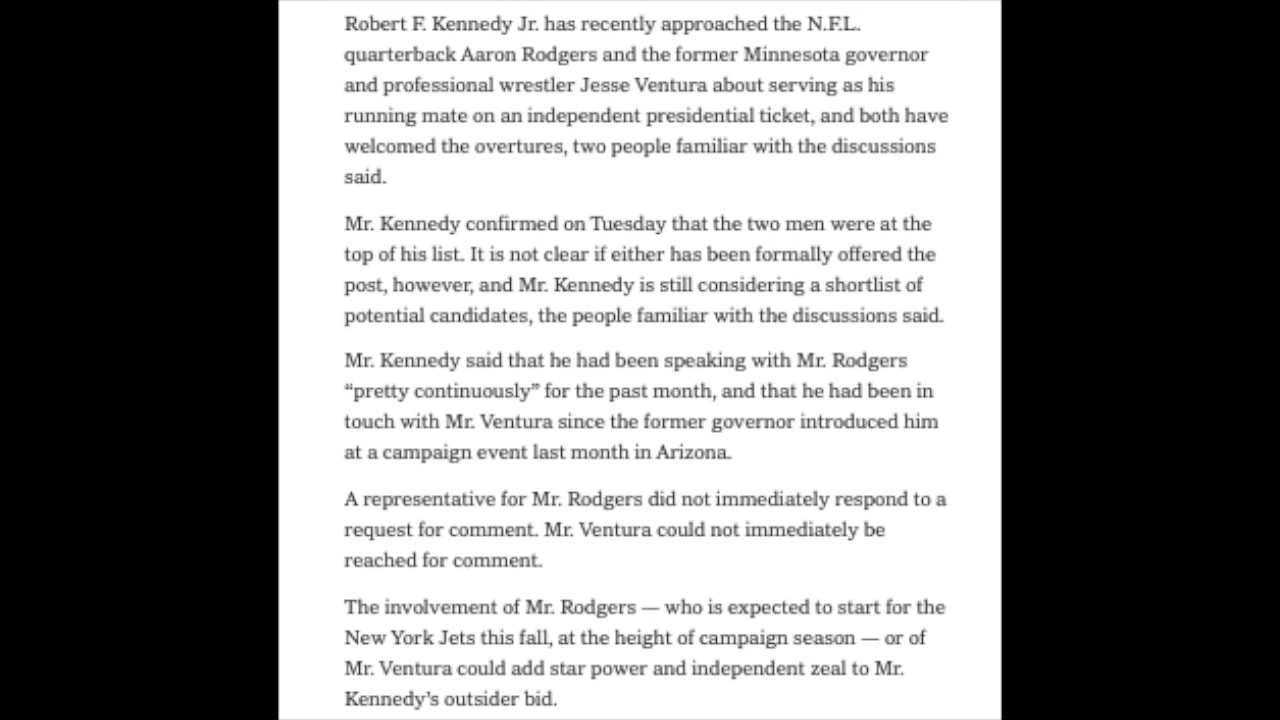 Robert F. Kennedy Jr. has recently approached the N.F.L.
quarterback Aaron Rodgers and the former Minnesota governor
and professional wrestler Jesse Ventura about serving as his
running mate on an independent presidential ticket, and both have
welcomed the overtures, two people familiar with the discussions
said.
Mr. Kennedy confirmed on Tuesday that the two men were at the
top of his list. It is not clear if either has been formally offered the
post, however, and Mr. Kennedy is still considering a shortlist of
potential candidates, the people familiar with the discussions said.
Mr. Kennedy said that he had been speaking with Mr. Rodgers
“pretty continuously” for the past month, and that he had been in
touch with Mr. Ventura since the former governor introduced him
at a campaign event last month in Arizona.
A representative for Mr. Rodgers did not immediately respond to a
request for comment. Mr. Ventura could not immediately be
reached for comment.
The involvement of Mr. Rodgers — who is expected to start for the
New York Jets this fall, at the height of campaign season — or of
Mr. Ventura could add star power and independent zeal to Mr.
Kennedy’s outsider bid.